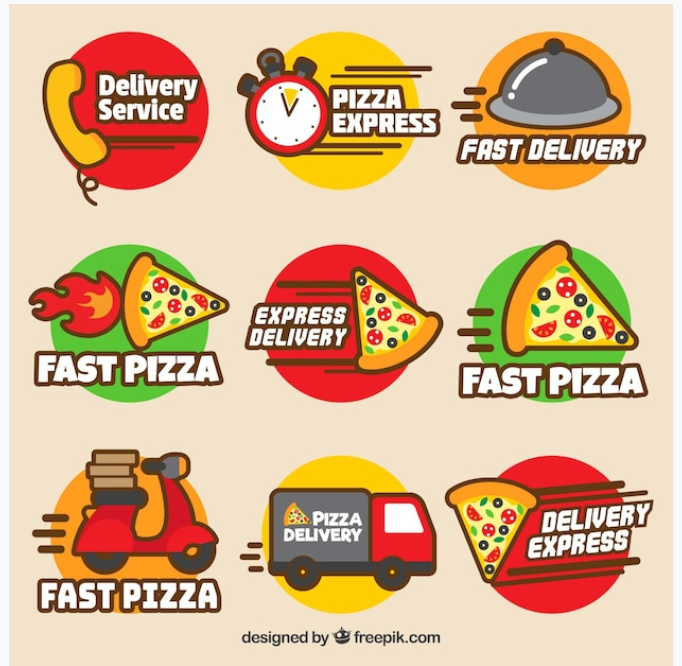 Delivery
Service
PIZZA
EXPRESS
FAST DELIVERY
FAST PIZZA
EXPRESS
DELIVERY
FAST PIZZA
FAST PIZZA
PIZZA
DELIVERY
DELIVERY
EXPRESS
designed by freepik.com